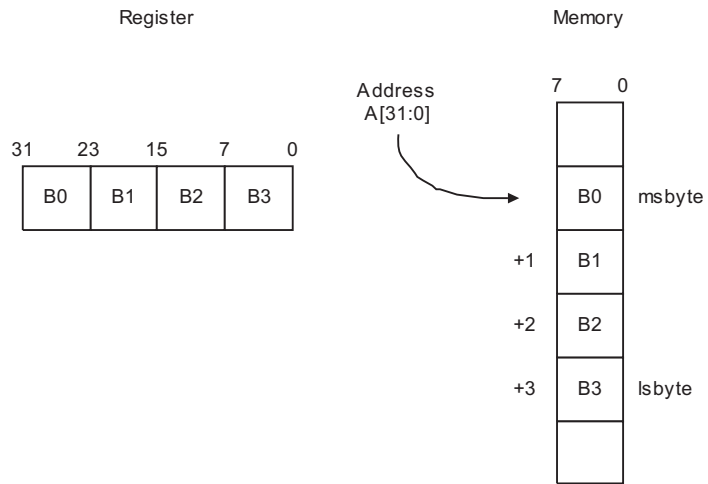 Register
Memory
7 0
Address
A[31:0]
31 23 15 7 0
B0 B1 B2 B3
B0 msbyte
+1 B1
+2 B2
+3 B3 lsbyte